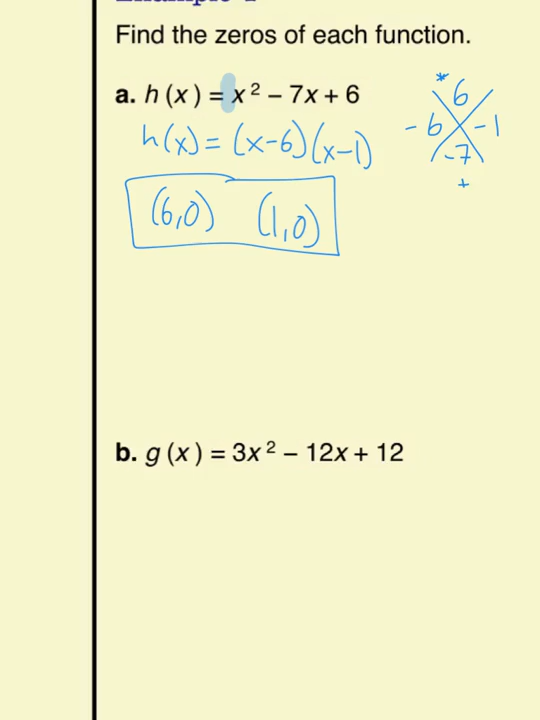 Find the zeros of each function.
a. h (x) = x² – 7x + 6
h(x) = (x-6)(x-1)
(6,0) (1,0)
*
6
-6 -1
-7
+
b. g (x) = 3x² – 12x + 12